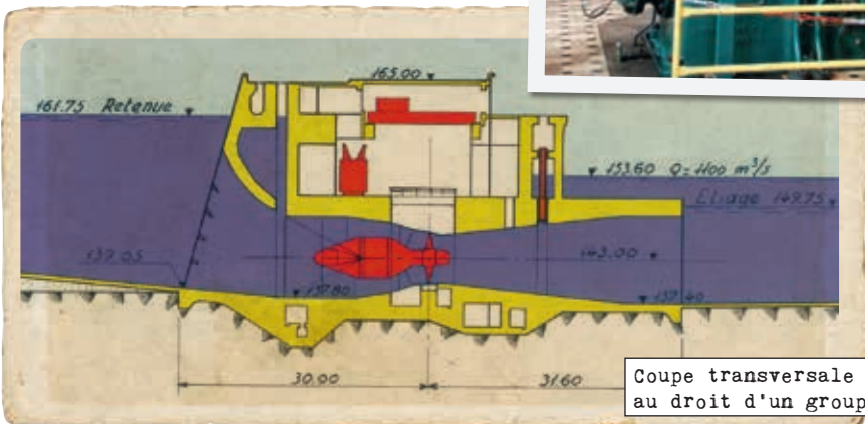 165.00
161.75 Retenue
153.60 Q=1100 m³/s
Etiage 149.75
139.05
143.00
137.80
137.40
30.00
31.60
Coupe transversale
au droit d'un group